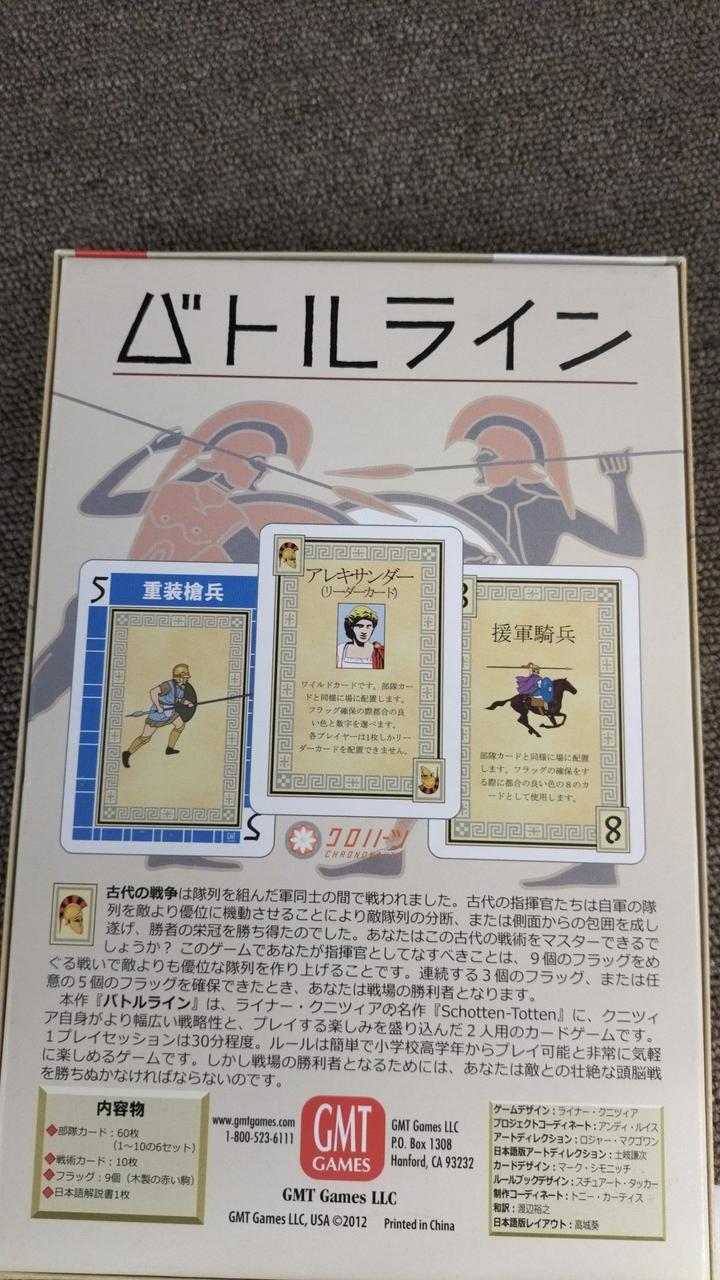 バトルライン
5
重装槍兵
5
アレキサンダー
(リーダーカード)
ワイルドカードです。部隊カー
ドと同様に場に配置します。
フラッグ確保の際都合の良
い色と数字を選べます。
各プレイヤーは1枚しかリー
ダーカードを配置できません。
8
援軍騎兵
部隊カードと同様に場に配置
します。フラッグの確保をす
る際に都合の良い色の8のカ
ードとして使用します。
8
クロノノーツ
CHRONONAUTS
古代の戦争は隊列を組んだ軍同士の間で戦われました。古代の指揮官たちは自軍の隊
列を敵より優位に機動させることにより敵隊列の分断、または側面からの包囲を成し
遂げ、勝者の栄冠を勝ち得たのでした。あなたはこの古代の戦術をマスターできるで
しょうか？ このゲームであなたが指揮官としてなすべきことは、９個のフラッグをめ
ぐる戦いで敵よりも優位な隊列を作り上げることです。連続する３個のフラッグ、または任
意の５個のフラッグを確保できたとき、あなたは戦場の勝利者となります。
本作『バトルライン』は、ライナー・クニツィアの名作『Schotten-Totten』に、クニツィ
ア自身がより幅広い戦略性と、プレイする楽しみを盛り込んだ２人用のカードゲームです。
１プレイセッションは30分程度。ルールは簡単で小学校高学年からプレイ可能と非常に気軽
に楽しめるゲームです。しかし戦場の勝利者となるためには、あなたは敵との壮絶な頭脳戦
を勝ちぬかなければならないのです。
内容物
◆部隊カード：60枚
（1～10の6セット）
◆戦術カード：10枚
◆フラッグ：9個（木製の赤い駒）
◆日本語解説書1枚
www.gmtgames.com
1-800-523-6111
GMT
GAMES
GMT Games LLC
P.O. Box 1308
Hanford, CA 93232
GMT Games LLC
GMT Games LLC, USA ©2012 Printed in China
ゲームデザイン：ライナー・クニツィア
プロジェクトコーディネート：アンディ・ルイス
アートディレクション：ロジャー・マクゴワン
日本語版アートディレクション：土岐謙次
カードデザイン：マーク・シモニッチ
ルールブックデザイン：スチュアート・タッカー
制作コーディネート：トニー・カーティス
和訳：渡辺裕之
日本語版レイアウト：高城葵